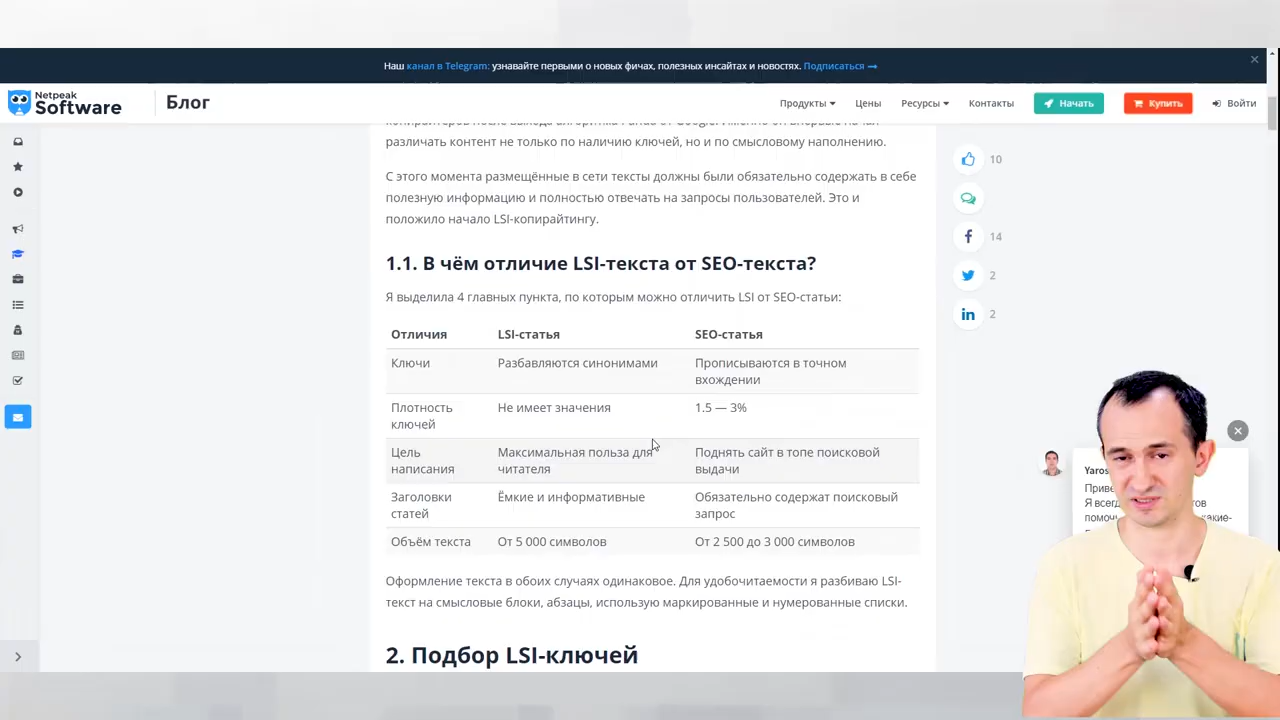 Наш канал в Telegram: узнавайте первыми о новых фичах, полезных инсайтах и новостях. Подписаться →
Netpeak
Software
Блог
Продукты
Цены
Ресурсы
Контакты
Начать
Купить
Войти
различать контент не только по наличию ключей, но и по смысловому наполнению.
С этого момента размещённые в сети тексты должны были обязательно содержать в себе
полезную информацию и полностью отвечать на запросы пользователей. Это и
положило начало LSI-копирайтингу.
10
14
2
2
1.1. В чём отличие LSI-текста от SEO-текста?
Я выделила 4 главных пункта, по которым можно отличить LSI от SEO-статьи:
Отличия LSI-статья SEO-статья
Ключи Разбавляются синонимами Прописываются в точном
вхождении
Плотность Не имеет значения 1.5 — 3%
ключей
Цель Максимальная польза для Поднять сайт в топе поисковой
написания читателя выдачи
Заголовки Ёмкие и информативные Обязательно содержат поисковый
статей запрос
Объём текста От 5 000 символов От 2 500 до 3 000 символов
Оформление текста в обоих случаях одинаковое. Для удобочитаемости я разбиваю LSI-
текст на смысловые блоки, абзацы, использую маркированные и нумерованные списки.
2. Подбор LSI-ключей